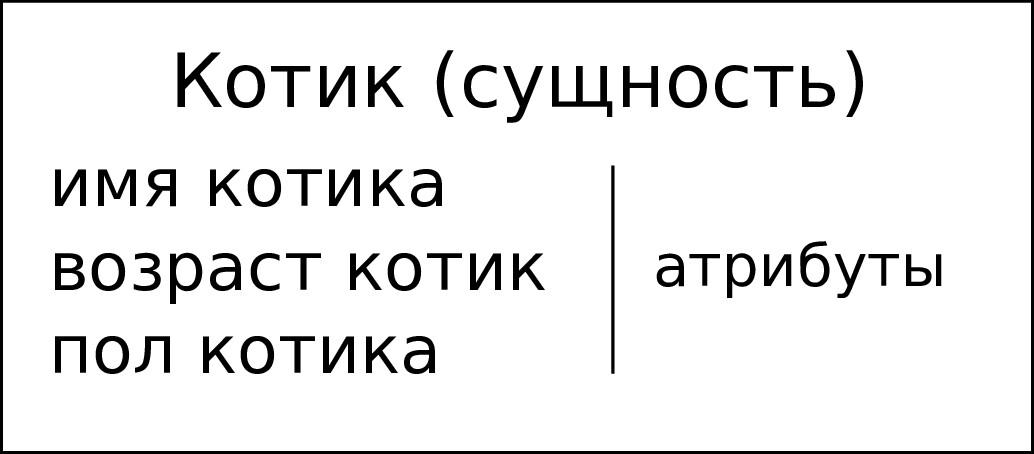 Котик (сущность)
имя котика
возраст котик
пол котика
атрибуты